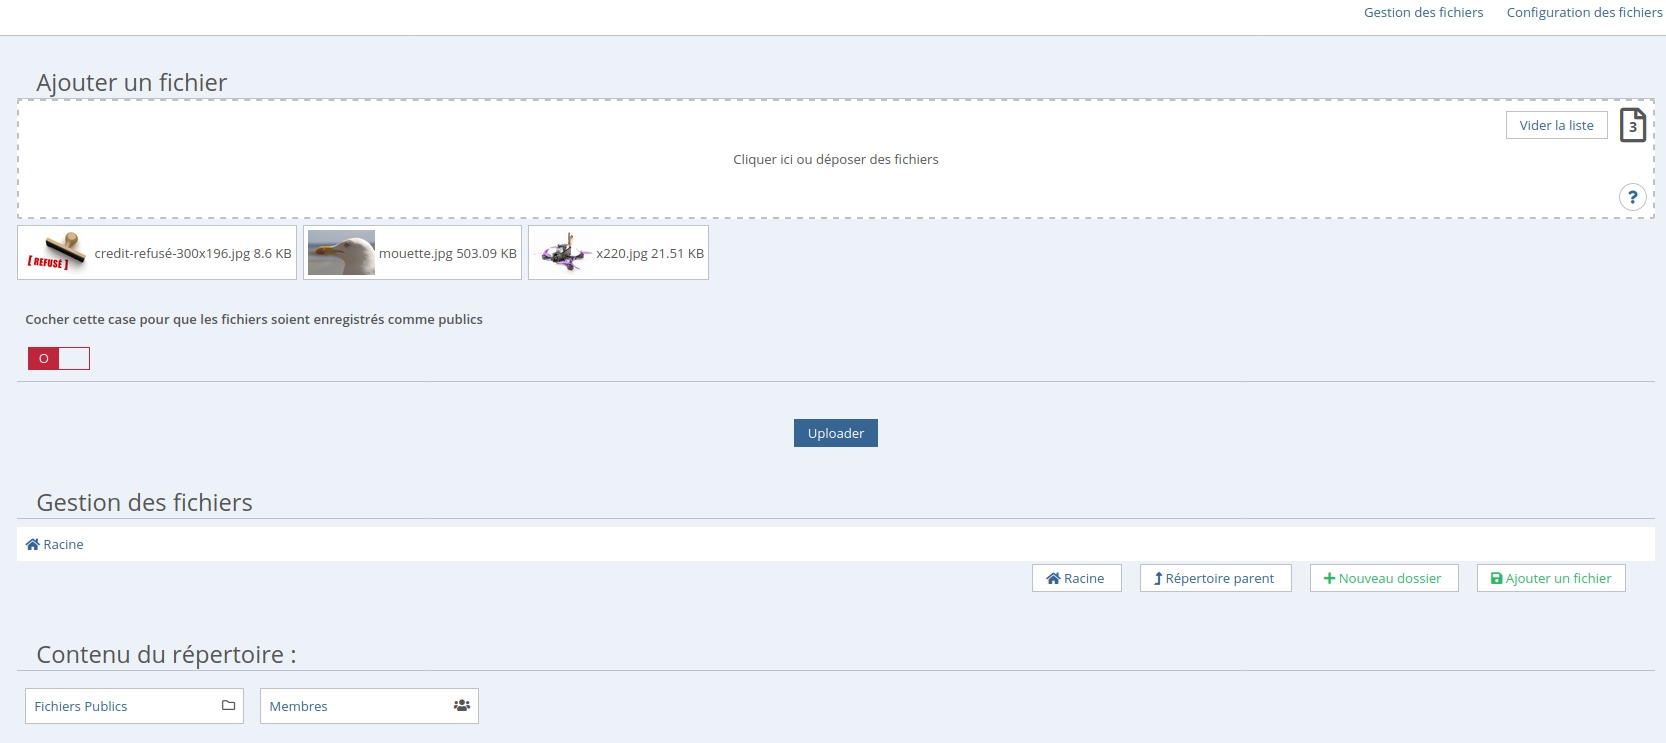 Gestion des fichiers Configuration des fichiers
Ajouter un fichier
Vider la liste 3
Cliquer ici ou déposer des fichiers
?
[ REFUSÉ ] credit-refusé-300x196.jpg 8.6 KB mouette.jpg 503.09 KB x220.jpg 21.51 KB
Cocher cette case pour que les fichiers soient enregistrés comme publics
O
Uploader
Gestion des fichiers
Racine
Racine Répertoire parent Nouveau dossier Ajouter un fichier
Contenu du répertoire :
Fichiers Publics Membres